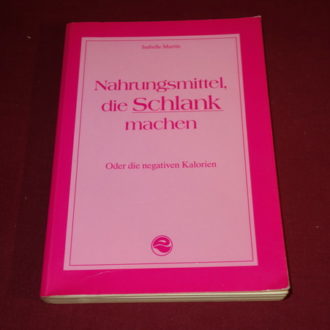 Isabelle Martin
Nahrungsmittel,
die Schlank
machen
Oder die negativen Kalorien